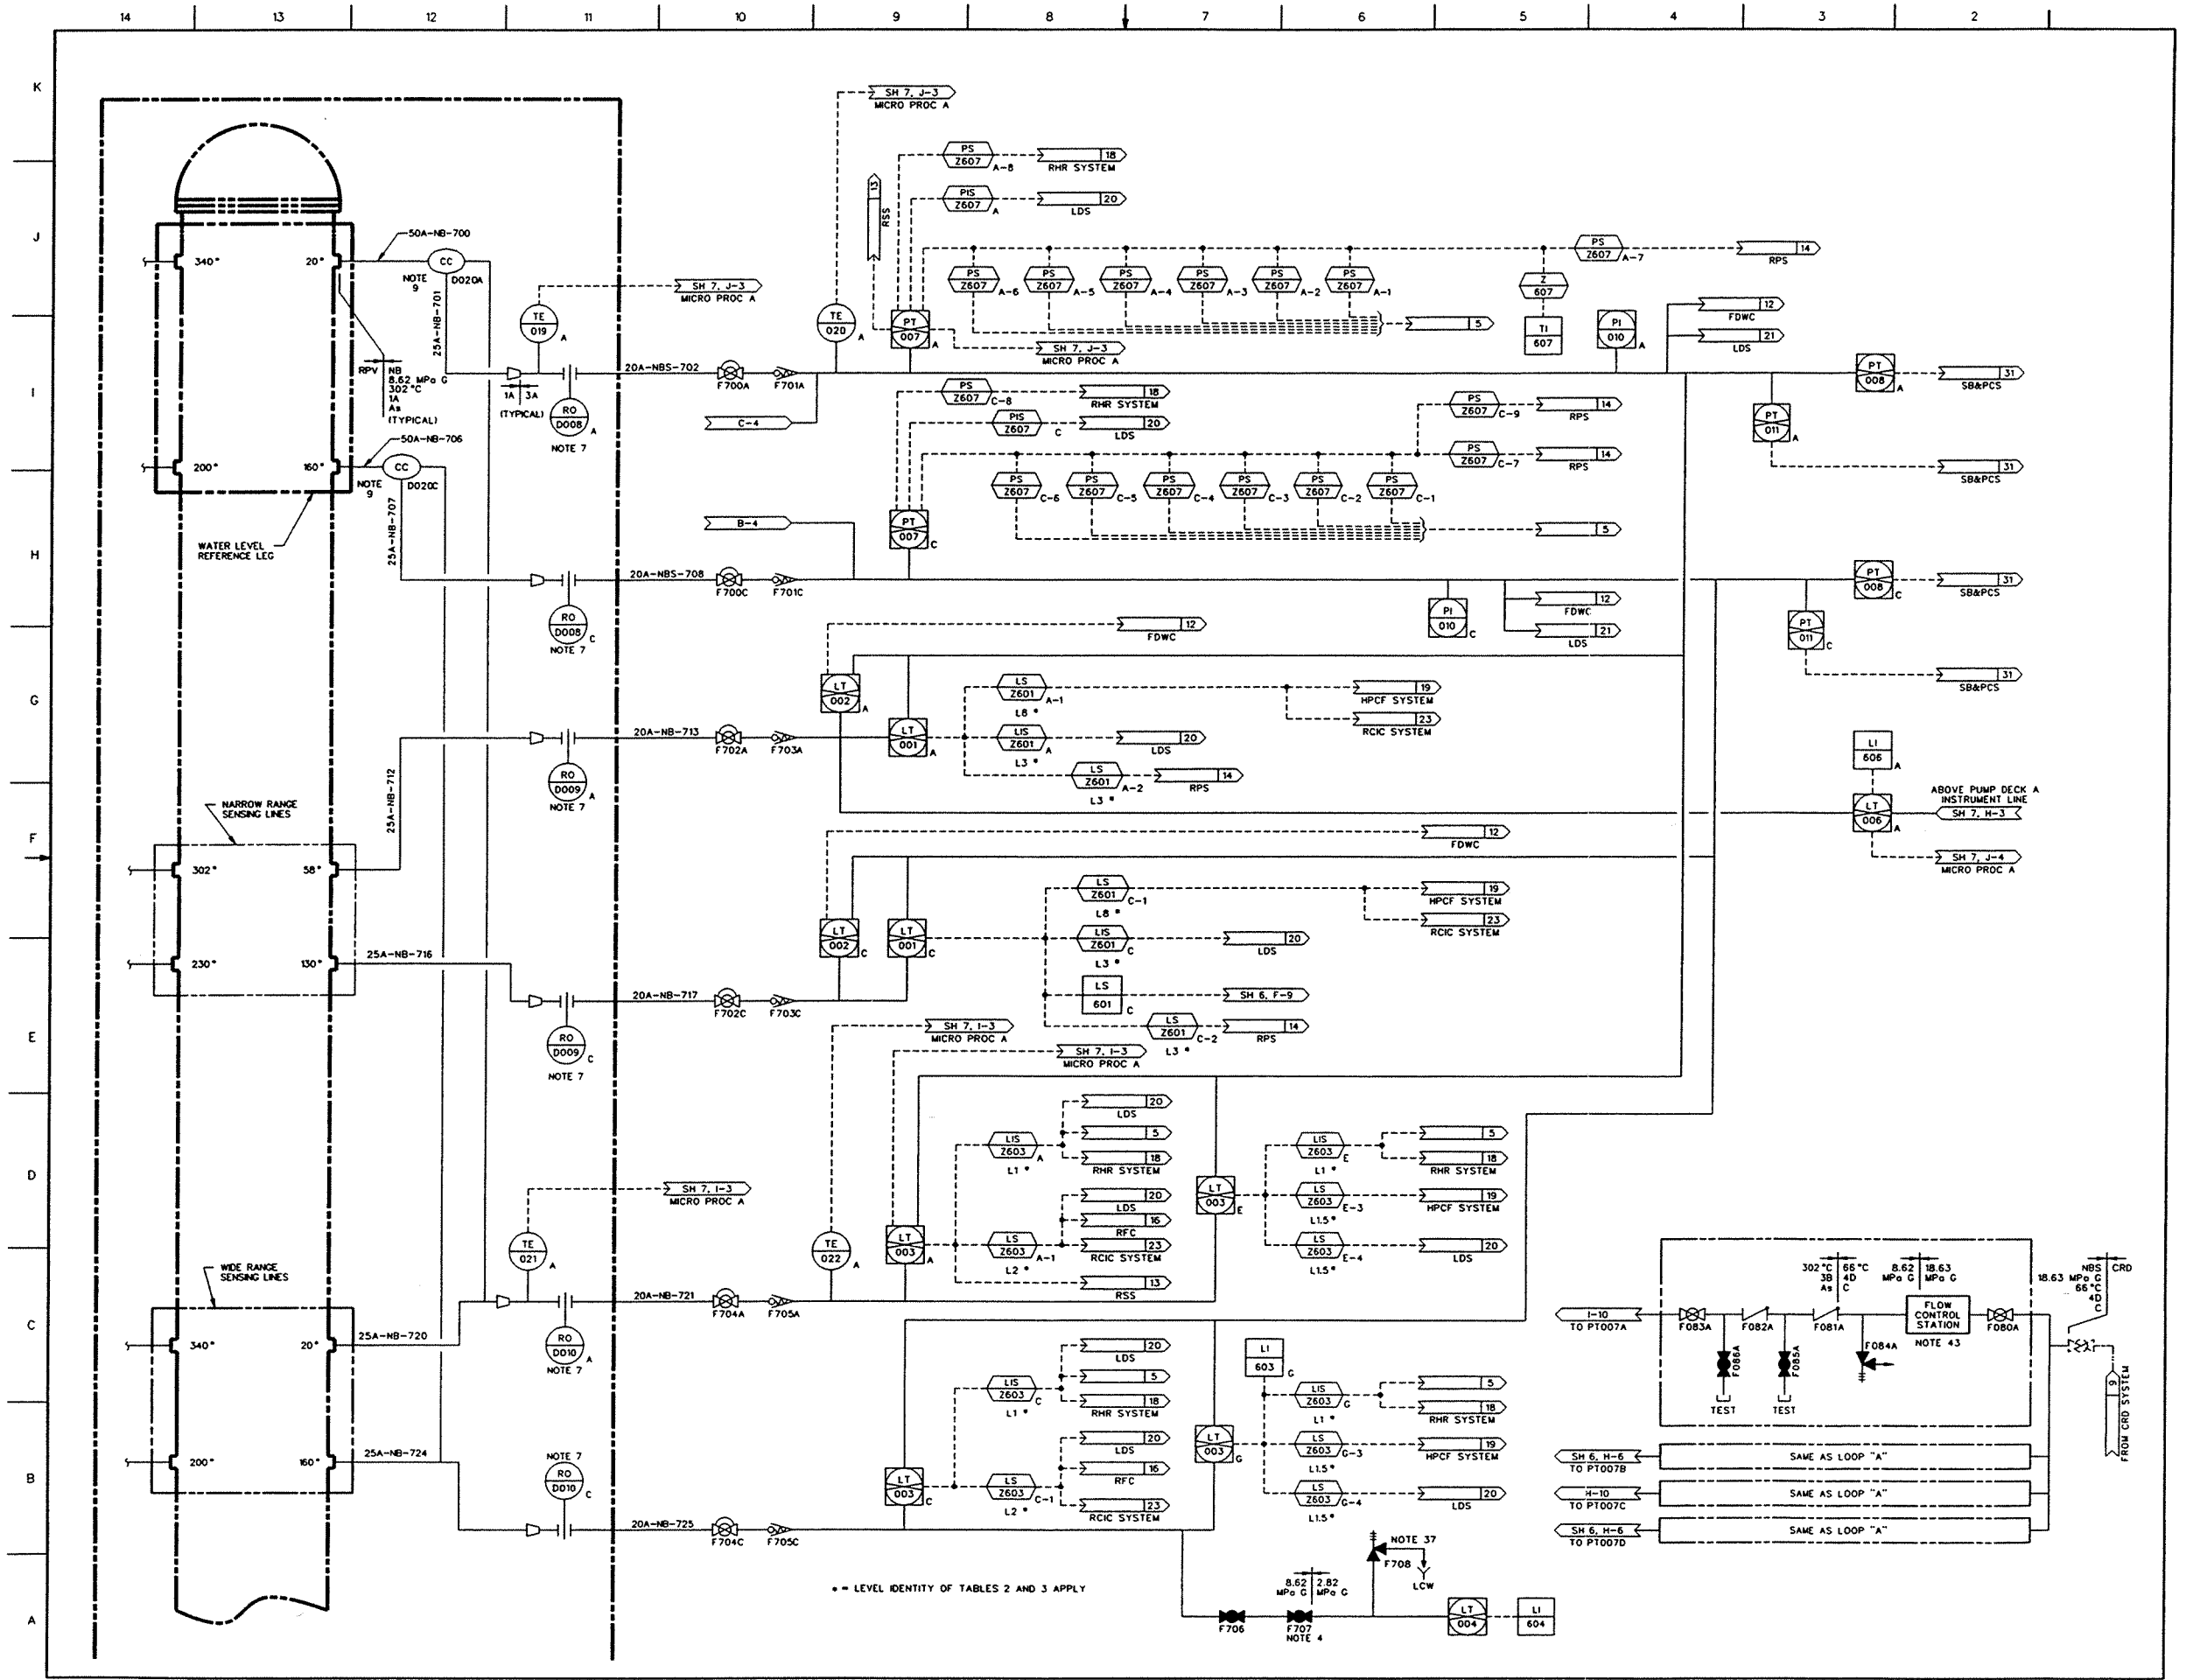 14 13 12 11 10 9 8 7 6 5 4 3 2
K
SH 7, J-3
MICRO PROC A
PS Z607 A-8
18
RHR SYSTEM
PIS Z607 A
20
LDS
13
RSS
J
50A-NB-700
340° 20°
CC
NOTE 9
D020A
25A-NB-701
SH 7, J-3
MICRO PROC A
PS Z607 A-7
14
RPS
PS Z607 A-6
PS Z607 A-5
PS Z607 A-4
PS Z607 A-3
PS Z607 A-2
PS Z607 A-1
Z 607
TI 607
5
TE 019 A
TE 020 A
PT 007 A
SH 7, J-3
MICRO PROC A
PI 010 A
12
FDWC
21
LDS
I
RPV
NB
8.62 MPa G
302 °C
1A
As
(TYPICAL)
1A 3A
(TYPICAL)
RO D008 A
NOTE 7
20A-NBS-702
F700A
F701A
C-4
PT 008 A
31
SB&PCS
PT 011 A
31
SB&PCS
PS Z607 C-8
18
RHR SYSTEM
PIS Z607 C
20
LDS
PS Z607 C-9
14
RPS
PS Z607 C-7
14
RPS
50A-NB-706
200° 160°
CC
NOTE 9
D020C
25A-NB-707
PS Z607 C-6
PS Z607 C-5
PS Z607 C-4
PS Z607 C-3
PS Z607 C-2
PS Z607 C-1
5
H
WATER LEVEL
REFERENCE LEG
B-4
PT 007 C
20A-NBS-708
F700C
F701C
RO D008 C
NOTE 7
PI 010 C
12
FDWC
21
LDS
PT 008 C
31
SB&PCS
PT 011 C
31
SB&PCS
G
12
FDWC
LT 002 A
LT 001 A
LS Z601 A-1
L8 *
19
HPCF SYSTEM
23
RCIC SYSTEM
LIS Z601 A
L3 *
20
LDS
LS Z601 A-2
L3 *
14
RPS
20A-NB-713
F702A
F703A
RO D009 A
NOTE 7
25A-NB-712
LI 606 A
LT 006 A
ABOVE PUMP DECK A
INSTRUMENT LINE
SH 7, H-3
SH 7, J-4
MICRO PROC A
F
NARROW RANGE
SENSING LINES
302° 58°
230° 130°
25A-NB-716
12
FDWC
LT 002 C
LT 001 C
LS Z601 C-1
L8 *
19
HPCF SYSTEM
23
RCIC SYSTEM
LIS Z601 C
L3 *
20
LDS
LS 601 C
SH 6, F-9
LS Z601 C-2
L3 *
14
RPS
E
20A-NB-717
F702C
F703C
RO D009 C
NOTE 7
SH 7, I-3
MICRO PROC A
SH 7, I-3
MICRO PROC A
D
20
LDS
5
18
RHR SYSTEM
LIS Z603 A
L1 *
20
LDS
16
RFC
23
RCIC SYSTEM
LS Z603 A-1
L2 *
13
RSS
LT 003 E
LIS Z603 E
L1 *
5
18
RHR SYSTEM
LS Z603 E-3
L1.5 *
19
HPCF SYSTEM
LS Z603 E-4
L1.5 *
20
LDS
SH 7, I-3
MICRO PROC A
TE 021 A
TE 022 A
LT 003 A
C
WIDE RANGE
SENSING LINES
340° 20°
25A-NB-720
20A-NB-721
F704A
F705A
RO D010 A
NOTE 7
302 °C 66 °C
3B 4D
As C
8.62 MPa G
18.63 MPa G
NBS CRD
18.63 MPa G
66 °C
4D
C
I-10
TO PT007A
F083A
F082A
F081A
FLOW
CONTROL
STATION
NOTE 43
F080A
F086A
F085A
F084A
TEST
TEST
9
FROM CRD SYSTEM
20
LDS
5
18
RHR SYSTEM
LIS Z603 C
L1 *
LI 603 G
LIS Z603 G
L1 *
5
18
RHR SYSTEM
B
200° 160°
25A-NB-724
NOTE 7
RO D010 C
LT 003 C
20
LDS
16
RFC
23
RCIC SYSTEM
LS Z603 C-1
L2 *
LT 003 G
LS Z603 G-3
L1.5 *
19
HPCF SYSTEM
LS Z603 G-4
L1.5 *
20
LDS
SH 6, H-6
TO PT007B
SAME AS LOOP "A"
H-10
TO PT007C
SAME AS LOOP "A"
SH 6, H-6
TO PT007D
SAME AS LOOP "A"
20A-NB-725
F704C
F705C
A
* = LEVEL IDENTITY OF TABLES 2 AND 3 APPLY
NOTE 37
F708
LCW
8.62 MPa G
2.82 MPa G
F706
F707
NOTE 4
LT 004
LI 604